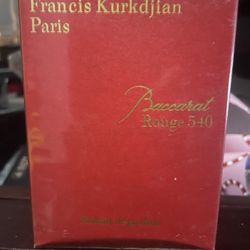 Francis Kurkdjian
Paris
Baccarat
Rouge 540